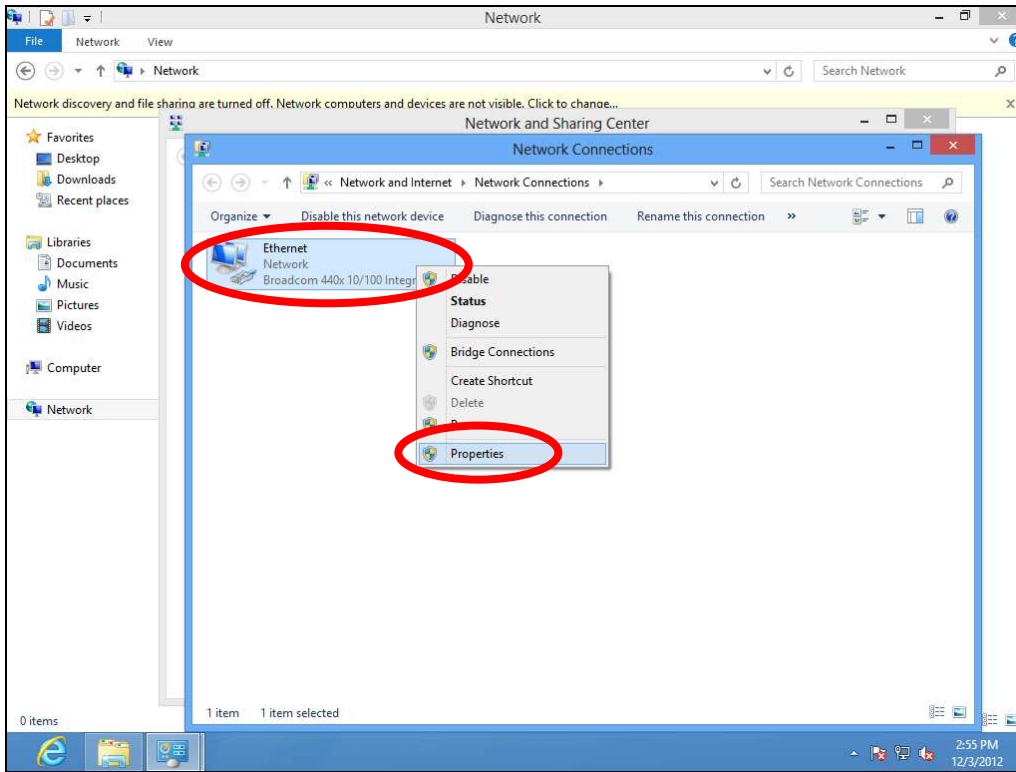 Network
File Network View
Network
Search Network
Network discovery and file sharing are turned off. Network computers and devices are not visible. Click to change...
x
Favorites
Desktop
Downloads
Recent places
Libraries
Documents
Music
Pictures
Videos
Computer
Network
Network and Sharing Center
Network Connections
« Network and Internet Network Connections
Search Network Connections
Organize Disable this network device Diagnose this connection Rename this connection »
Ethernet
Network
Broadcom 440x 10/100 Integr
Status
Diagnose
Bridge Connections
Create Shortcut
Delete
Properties
1 item 1 item selected
0 items
2:55 PM
12/3/2012